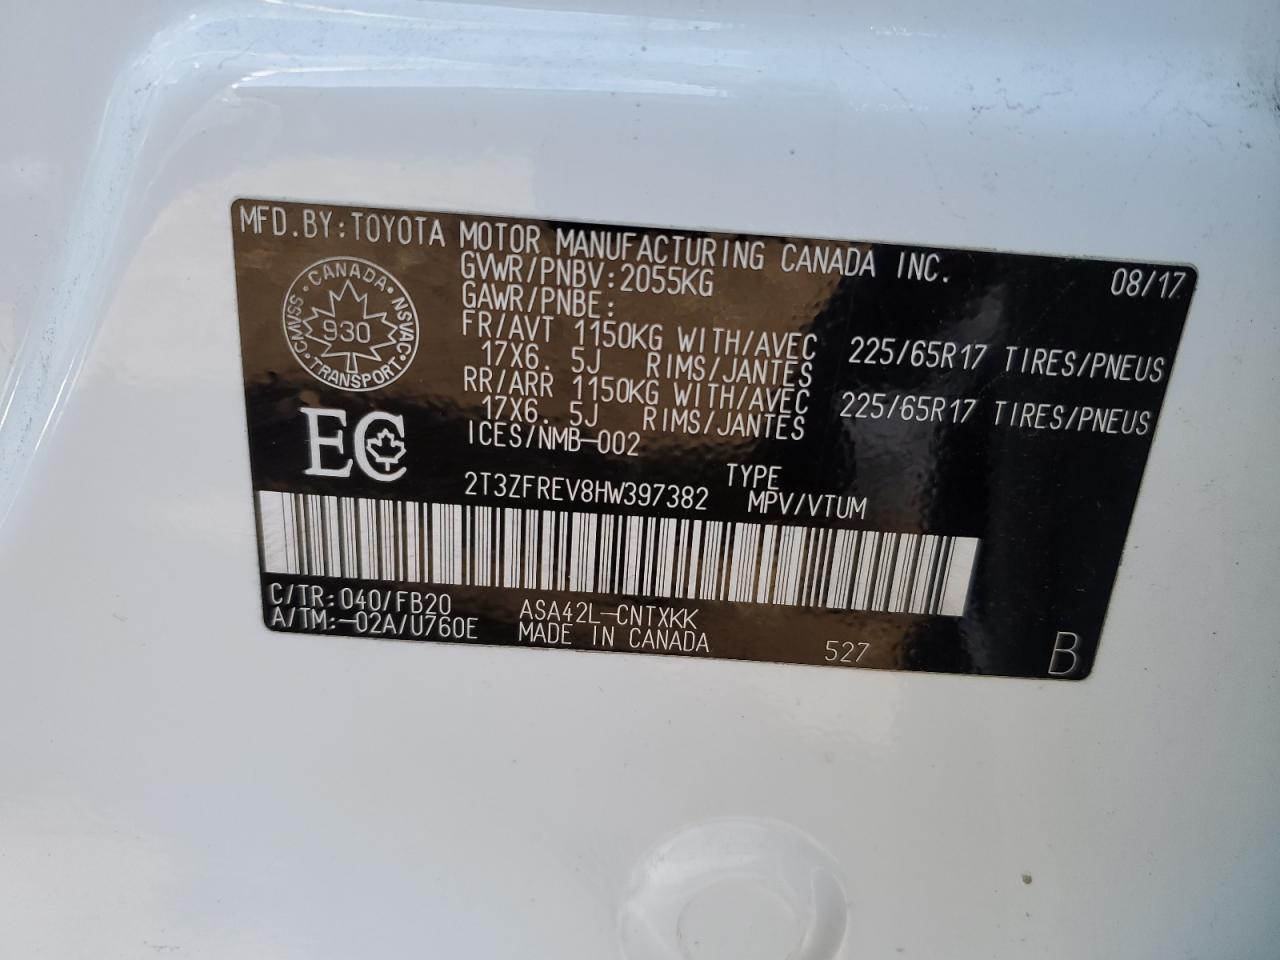 MFD.BY:TOYOTA MOTOR MANUFACTURING CANADA INC. 08/17
GVWR/PNBV:2055KG
GAWR/PNBE:
FR/AVT 1150KG WITH/AVEC 225/65R17 TIRES/PNEUS
17X6. 5J RIMS/JANTES
RR/ARR 1150KG WITH/AVEC 225/65R17 TIRES/PNEUS
17X6. 5J RIMS/JANTES
ICES/NMB-002
CANADA
CMVSS
930
NSVAC
TRANSPORT
EC
TYPE
2T3ZFREV8HW397382 MPV/VTUM
C/TR:040/FB20 ASA42L-CNTXKK
A/TM:-02A/U760E MADE IN CANADA 527 B